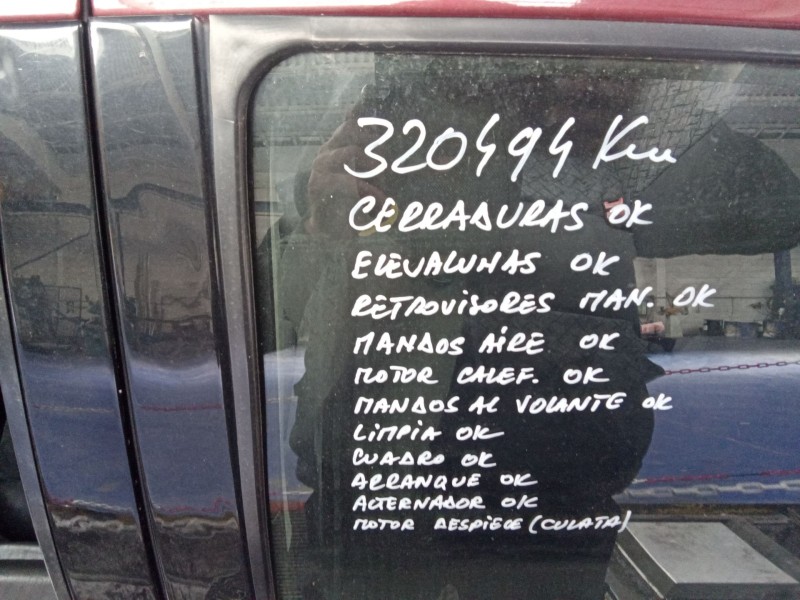 320494 Km
CERRADURAS OK
ELEVALUNAS OK
RETROVISORES MAN. OK
MANDOS AIRE OK
MOTOR CALEF. OK
MANDOS AL VOLANTE OK
LIMPIA OK
CUADRO OK
ARRANQUE OK
ALTERNADOR OK
MOTOR DESPIECE (CULATA)